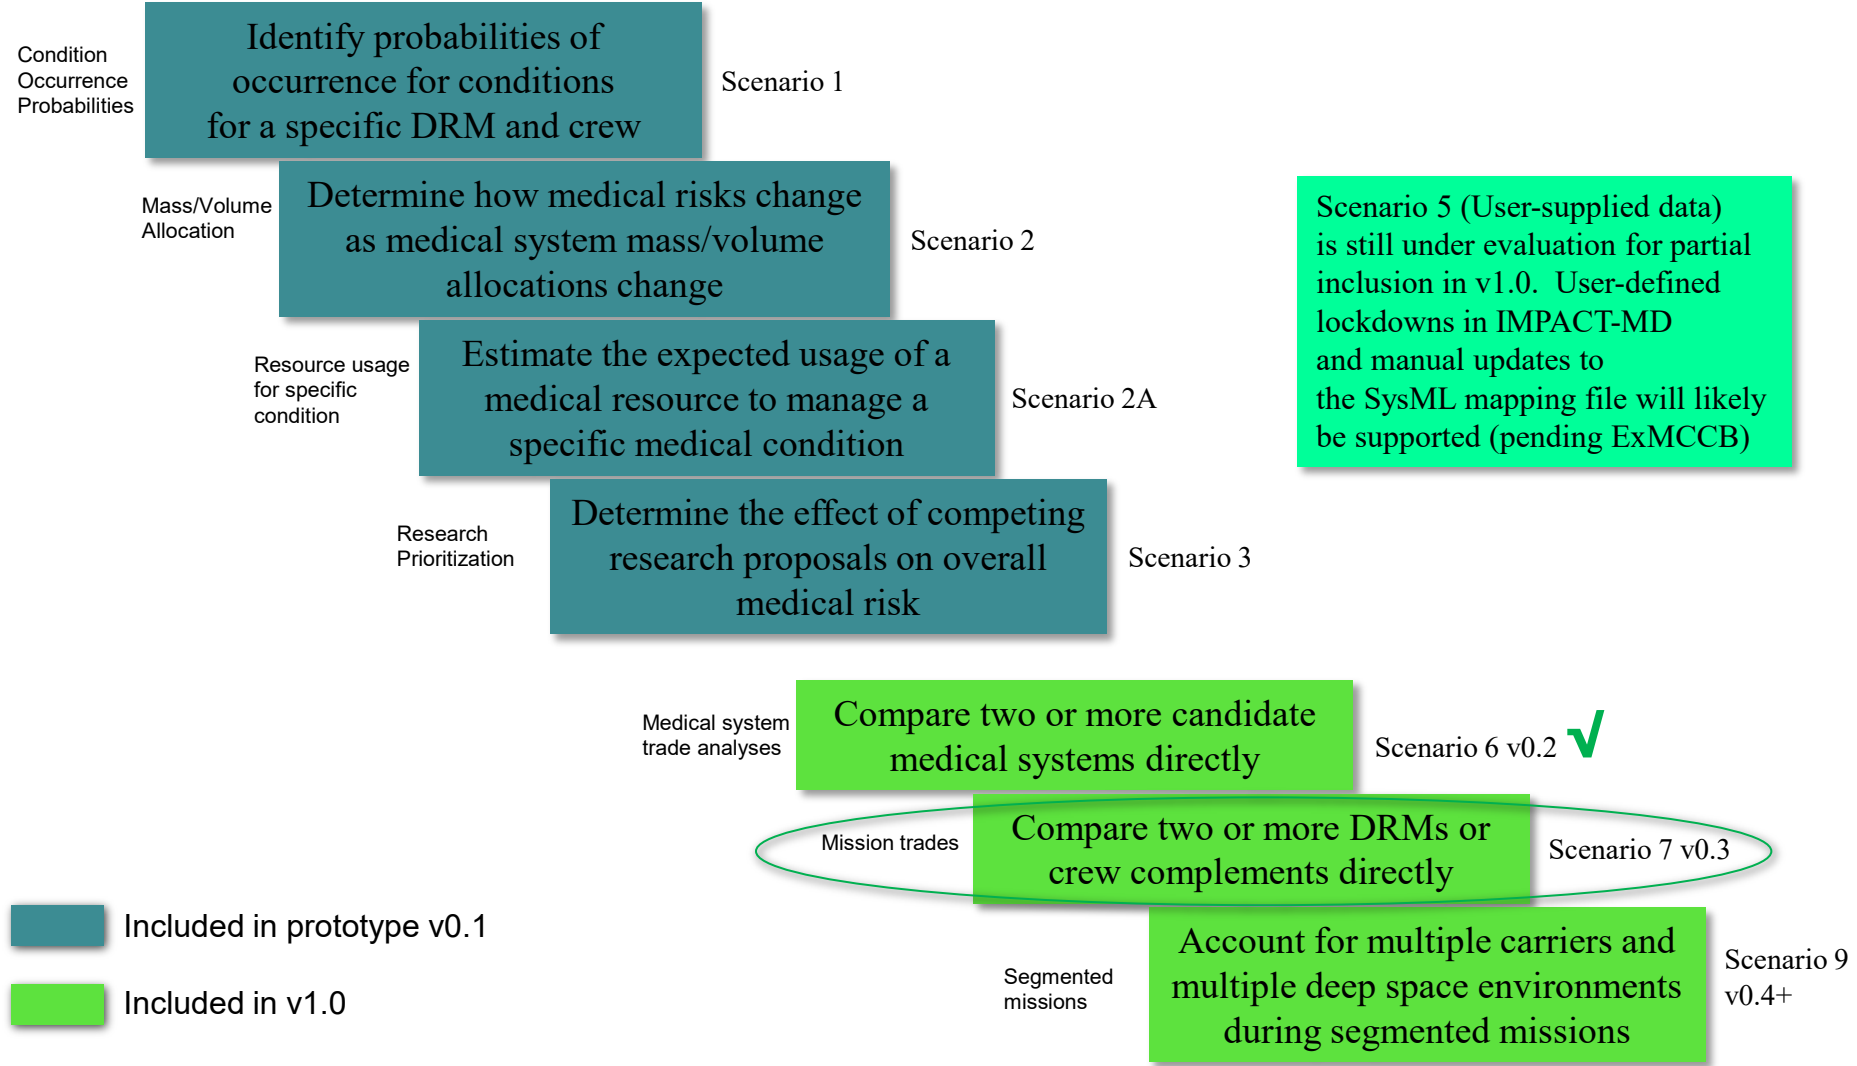 Condition
Occurrence
Probabilities
Identify probabilities of
occurrence for conditions
for a specific DRM and crew
Scenario 1
Mass/Volume
Allocation
Determine how medical risks change
as medical system mass/volume
allocations change
Scenario 2
Resource usage
for specific
condition
Estimate the expected usage of a
medical resource to manage a
specific medical condition
Scenario 2A
Research
Prioritization
Determine the effect of competing
research proposals on overall
medical risk
Scenario 3
Scenario 5 (User-supplied data)
is still under evaluation for partial
inclusion in v1.0.  User-defined
lockdowns in IMPACT-MD
and manual updates to
the SysML mapping file will likely
be supported (pending ExMCCB)
Medical system
trade analyses
Compare two or more candidate
medical systems directly
Scenario 6 v0.2 √
Mission trades
Compare two or more DRMs or
crew complements directly
Scenario 7 v0.3
Segmented
missions
Account for multiple carriers and
multiple deep space environments
during segmented missions
Scenario 9
v0.4+
Included in prototype v0.1
Included in v1.0